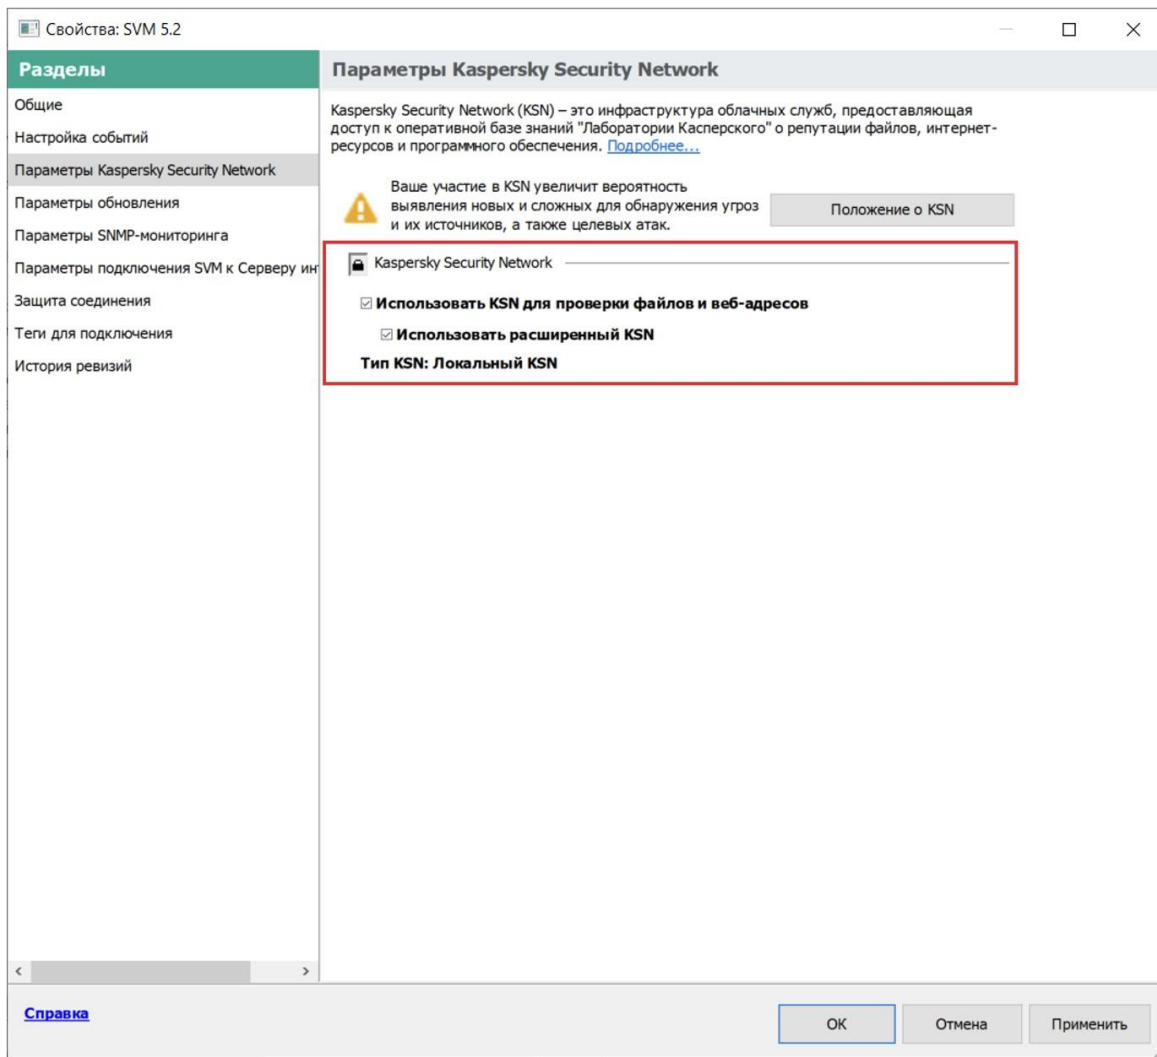 Свойства: SVM 5.2
Разделы
Общие
Настройка событий
Параметры Kaspersky Security Network
Параметры обновления
Параметры SNMP-мониторинга
Параметры подключения SVM к Серверу ин
Защита соединения
Теги для подключения
История ревизий
Параметры Kaspersky Security Network
Kaspersky Security Network (KSN) – это инфраструктура облачных служб, предоставляющая
доступ к оперативной базе знаний "Лаборатории Касперского" о репутации файлов, интернет-
ресурсов и программного обеспечения. Подробнее...
Ваше участие в KSN увеличит вероятность
выявления новых и сложных для обнаружения угроз
и их источников, а также целевых атак.
Положение о KSN
Kaspersky Security Network
Использовать KSN для проверки файлов и веб-адресов
Использовать расширенный KSN
Тип KSN: Локальный KSN
Справка
ОК
Отмена
Применить